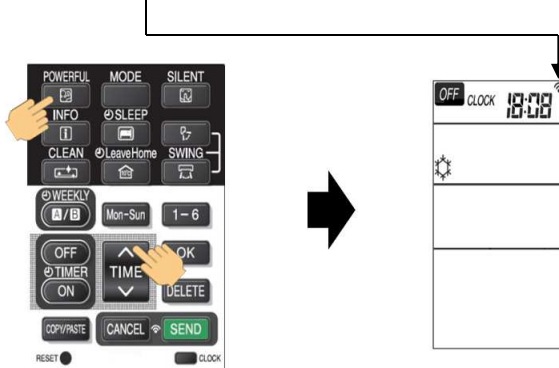 POWERFUL MODE SILENT
INFO SLEEP
CLEAN LeaveHome SWING
10°C
WEEKLY
A/B Mon-Sun 1-6
OFF TIME OK
TIMER
ON DELETE
COPY/PASTE CANCEL SEND
RESET CLOCK
OFF CLOCK 18:08